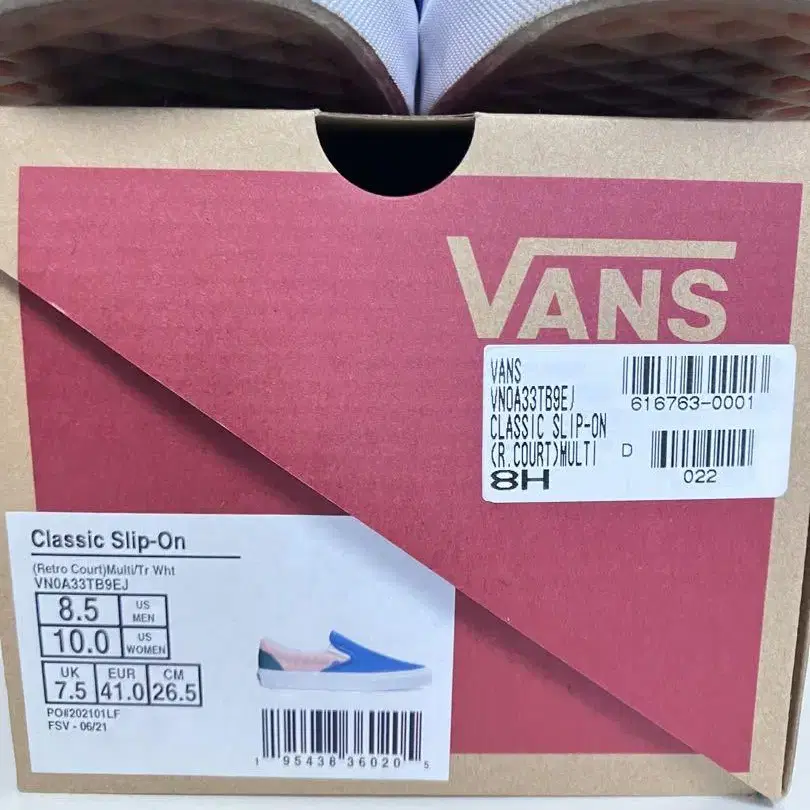 VANS
VANS
VN0A33TB9EJ
CLASSIC SLIP-ON
(R.COURT)MULTI
8H
616763-0001
D
022
Classic Slip-On
(Retro Court)Multi/Tr Wht
VN0A33TB9EJ
8.5 US MEN
10.0 US WOMEN
UK EUR CM
7.5 41.0 26.5
PO#202101LF
FSV - 06/21
1 95438 36020 5